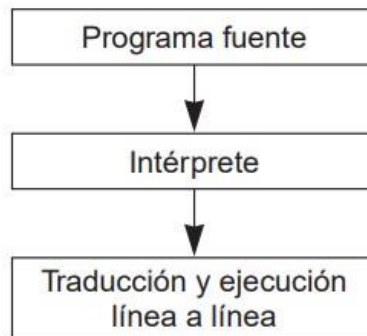 Programa fuente
Intérprete
Traducción y ejecución
línea a línea